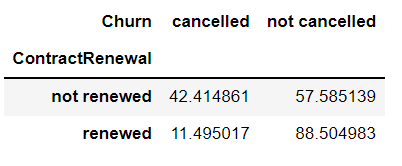 Churn cancelled not cancelled
ContractRenewal
not renewed 42.414861 57.585139
renewed 11.495017 88.504983